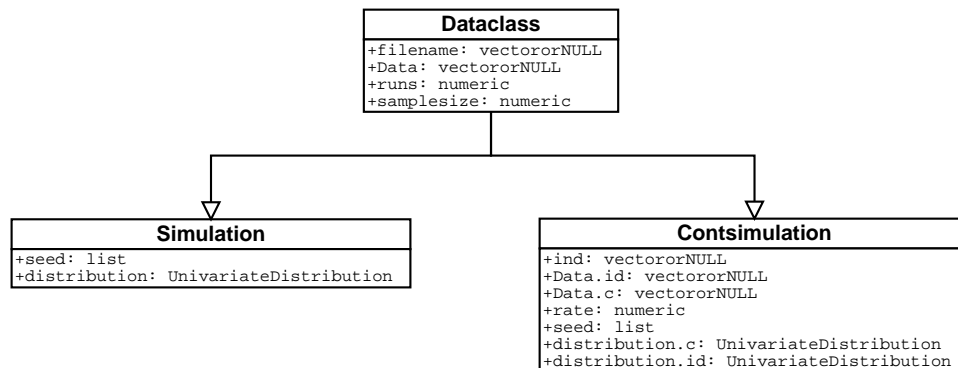 Dataclass
+filename: vectororNULL
+Data: vectororNULL
+runs: numeric
+samplesize: numeric
Simulation
+seed: list
+distribution: UnivariateDistribution
Contsimulation
+ind: vectororNULL
+Data.id: vectororNULL
+Data.c: vectororNULL
+rate: numeric
+seed: list
+distribution.c: UnivariateDistribution
+distribution.id: UnivariateDistribution